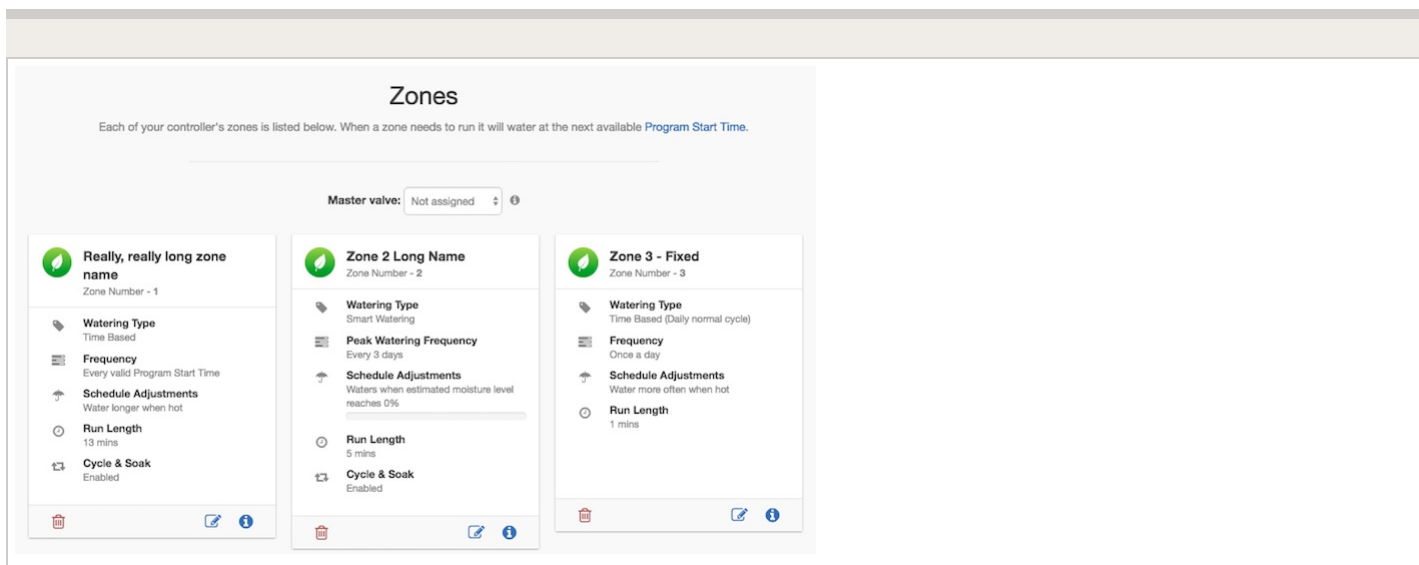 Zones
Each of your controller's zones is listed below. When a zone needs to run it will water at the next available Program Start Time.
Master valve: Not assigned
Really, really long zone
name
Zone Number - 1
Watering Type
Time Based
Frequency
Every valid Program Start Time
Schedule Adjustments
Water longer when hot
Run Length
13 mins
Cycle & Soak
Enabled
Zone 2 Long Name
Zone Number - 2
Watering Type
Smart Watering
Peak Watering Frequency
Every 3 days
Schedule Adjustments
Waters when estimated moisture level
reaches 0%
Run Length
5 mins
Cycle & Soak
Enabled
Zone 3 - Fixed
Zone Number - 3
Watering Type
Time Based (Daily normal cycle)
Frequency
Once a day
Schedule Adjustments
Water more often when hot
Run Length
1 mins